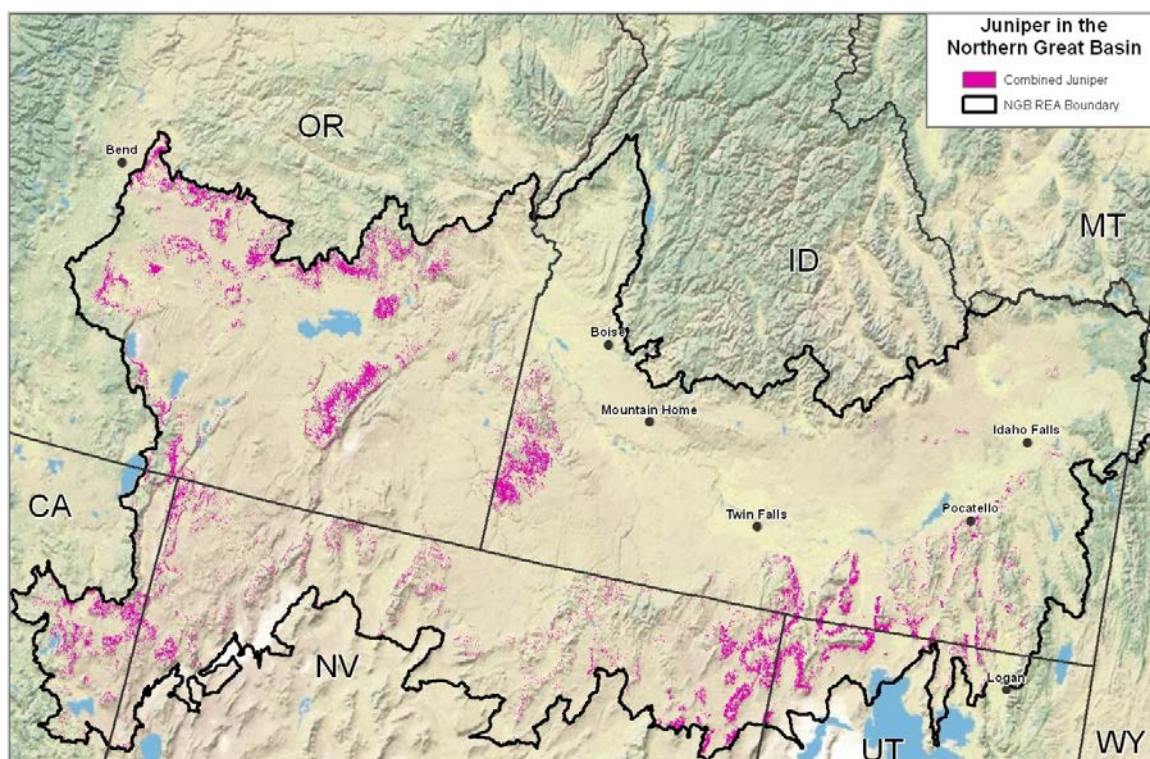 Juniper in the
Northern Great Basin
Combined Juniper
NGB REA Boundary
OR
Bend
MT
ID
Boise
Mountain Home
Idaho Falls
CA
Twin Falls
Pocatello
NV
Logan
UT
WY